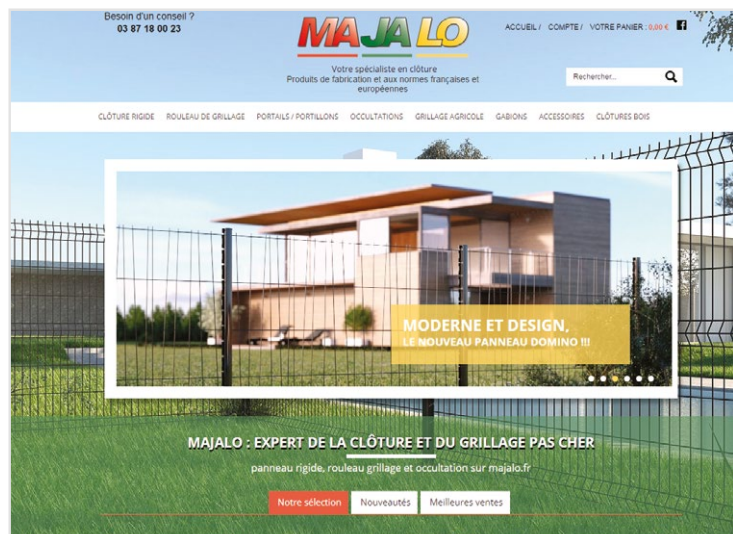 Besoin d'un conseil ?
03 87 18 00 23
MAJALO
Votre spécialiste en clôture
Produits de fabrication et aux normes françaises et
européennes
ACCUEIL / COMPTE / VOTRE PANIER : 0,00 €
Rechercher...
CLÔTURE RIGIDE ROULEAU DE GRILLAGE PORTAILS / PORTILLONS OCCULTATIONS GRILLAGE AGRICOLE GABIONS ACCESSOIRES CLÔTURES BOIS
MODERNE ET DESIGN,
LE NOUVEAU PANNEAU DOMINO !!!
MAJALO : EXPERT DE LA CLÔTURE ET DU GRILLAGE PAS CHER
panneau rigide, rouleau grillage et occultation sur majalo.fr
Notre sélection Nouveautés Meilleures ventes